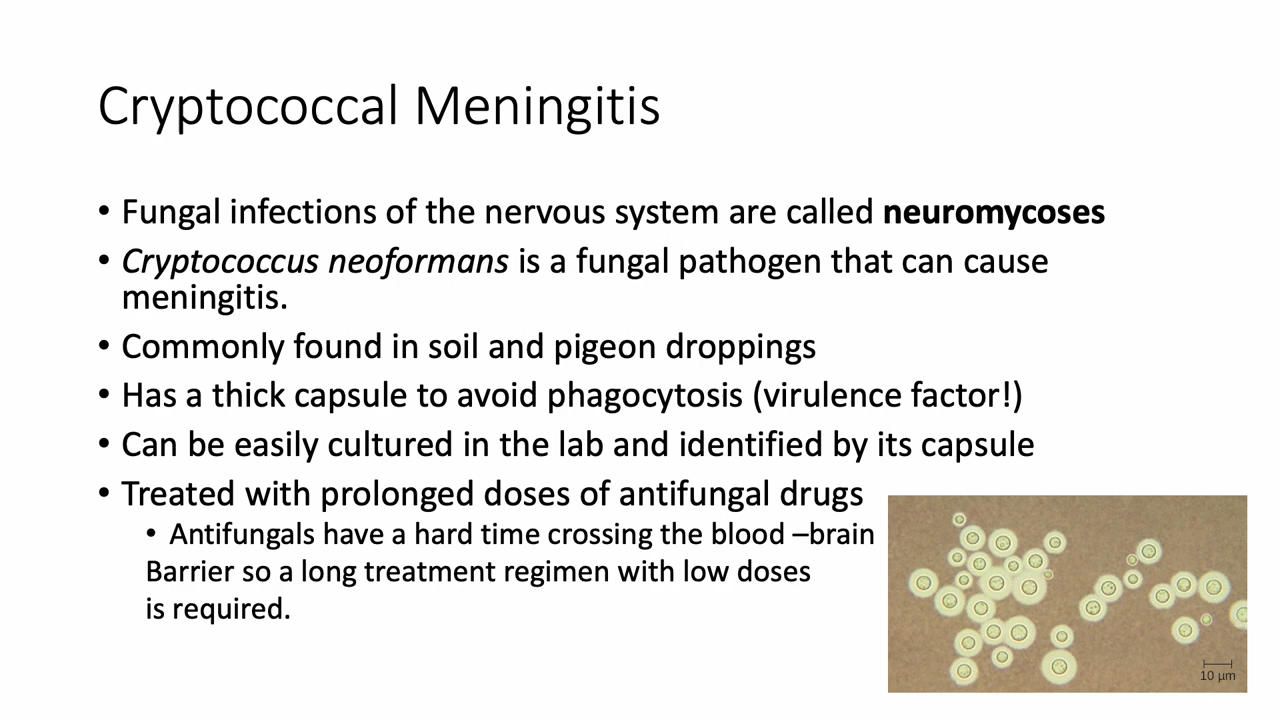 Cryptococcal Meningitis
• Fungal infections of the nervous system are called neuromycoses
• Cryptococcus neoformans is a fungal pathogen that can cause
meningitis.
• Commonly found in soil and pigeon droppings
• Has a thick capsule to avoid phagocytosis (virulence factor!)
• Can be easily cultured in the lab and identified by its capsule
• Treated with prolonged doses of antifungal drugs
• Antifungals have a hard time crossing the blood –brain
Barrier so a long treatment regimen with low doses
is required.
10 µm